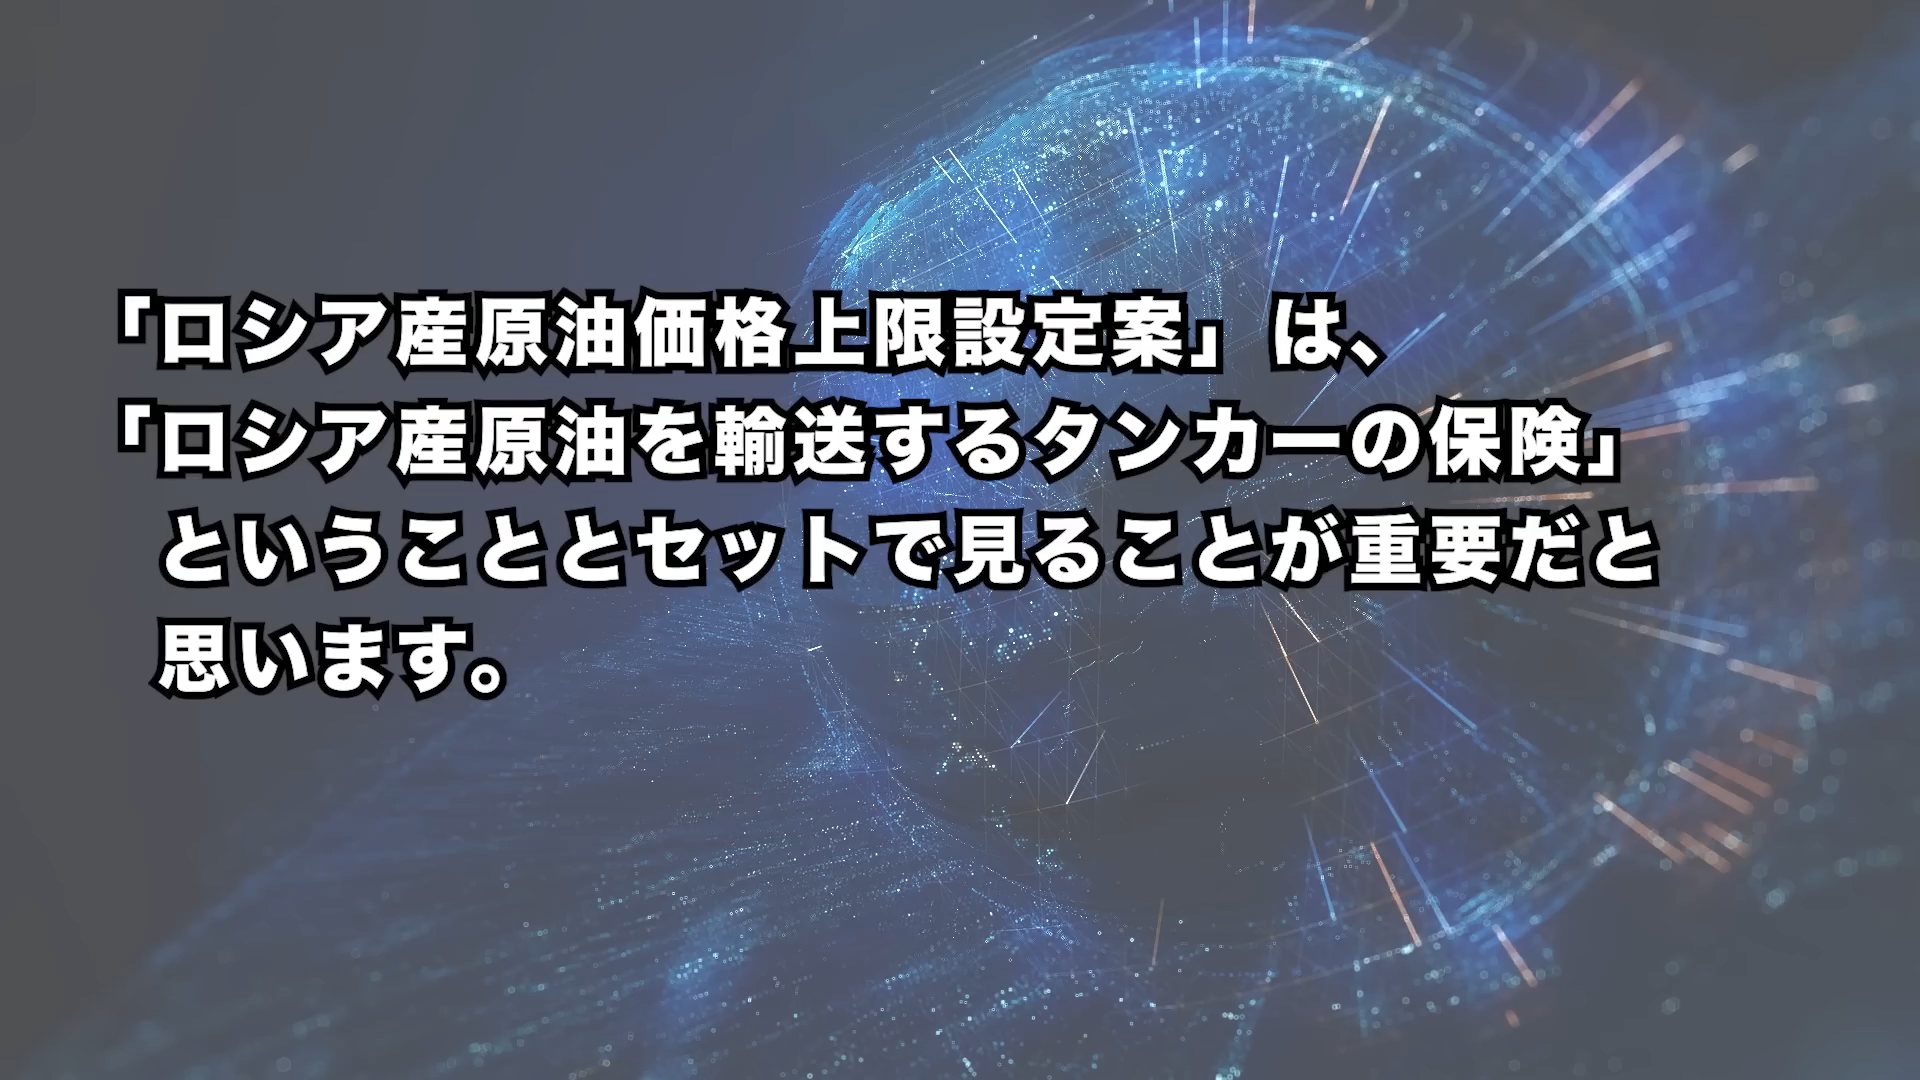 「ロシア産原油価格上限設定案」は、
「ロシア産原油を輸送するタンカーの保険」
ということとセットで見ることが重要だと
思います。